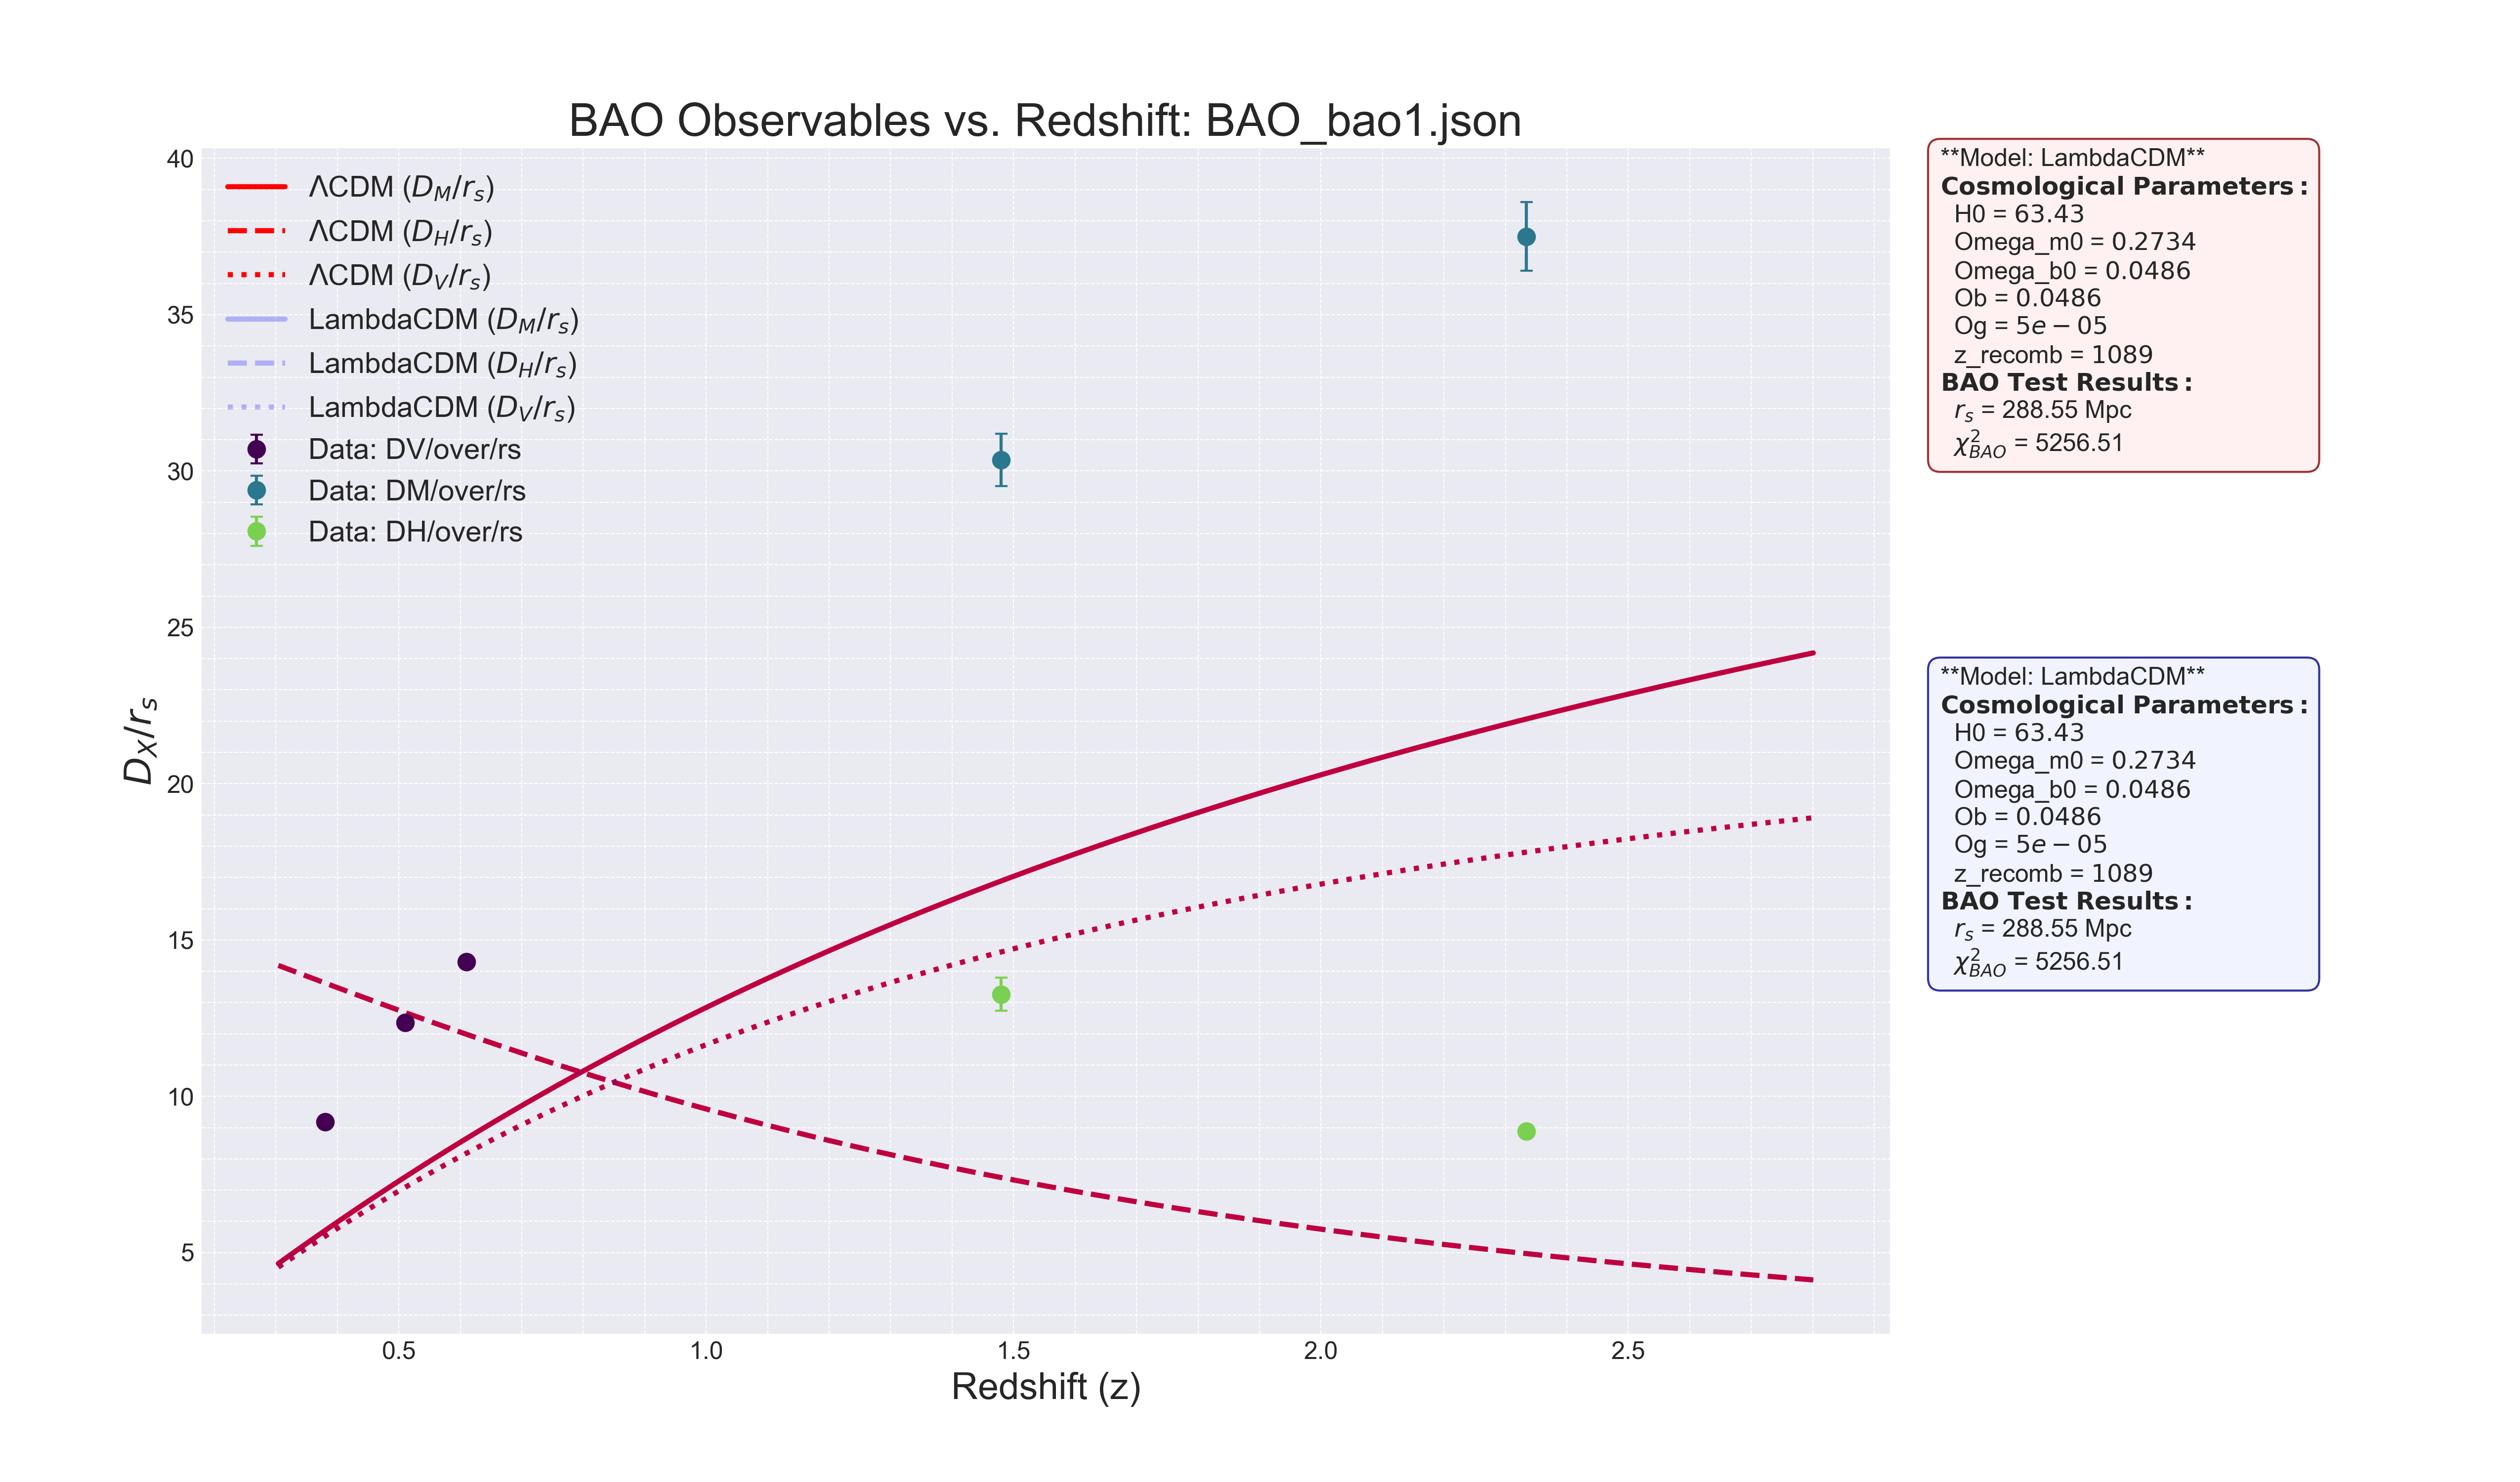 BAO Observables vs. Redshift: BAO_bao1.json
40
35
30
25
20
15
10
5
D_X/r_s
0.5
1.0
1.5
2.0
2.5
Redshift (z)
ΛCDM (D_M/r_s)
ΛCDM (D_H/r_s)
ΛCDM (D_V/r_s)
LambdaCDM (D_M/r_s)
LambdaCDM (D_H/r_s)
LambdaCDM (D_V/r_s)
Data: DV/over/rs
Data: DM/over/rs
Data: DH/over/rs
**Model: LambdaCDM**
Cosmological Parameters:
H0 = 63.43
Omega_m0 = 0.2734
Omega_b0 = 0.0486
Ob = 0.0486
Og = 5e − 05
z_recomb = 1089
BAO Test Results:
r_s = 288.55 Mpc
χ²_BAO = 5256.51
**Model: LambdaCDM**
Cosmological Parameters:
H0 = 63.43
Omega_m0 = 0.2734
Omega_b0 = 0.0486
Ob = 0.0486
Og = 5e − 05
z_recomb = 1089
BAO Test Results:
r_s = 288.55 Mpc
χ²_BAO = 5256.51